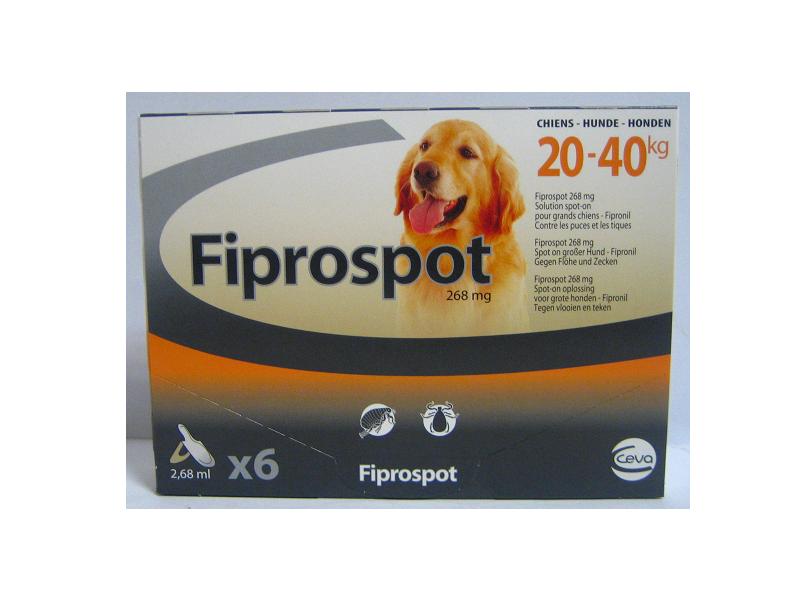 CHIENS - HUNDE - HONDEN
20-40kg
Fiprospot 268 mg
Solution spot-on
pour grands chiens - Fipronil
Contre les puces et les tiques
Fiprospot 268 mg
Spot on großer Hund - Fipronil
Gegen Flöhe und Zecken
Fiprospot 268 mg
Spot-on oplossing
voor grote honden - Fipronil
Tegen vlooien en teken
Fiprospot
268 mg
2,68 ml
x6
Fiprospot
ceva